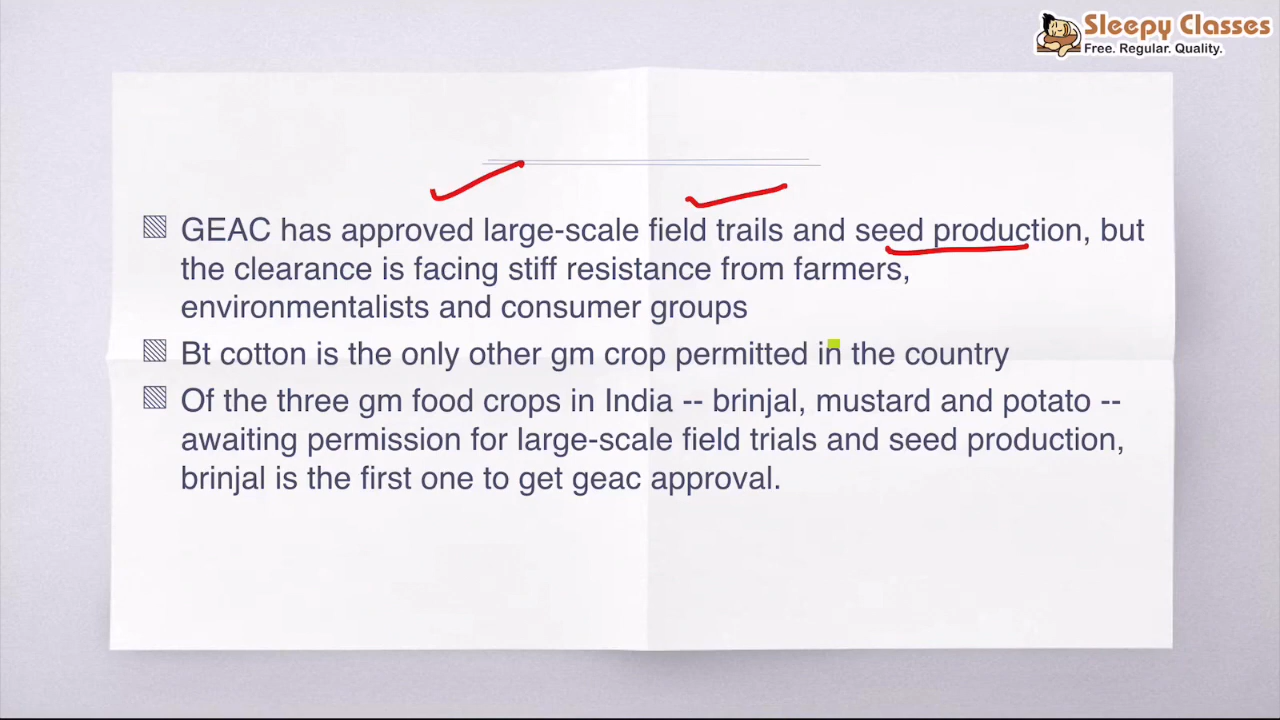 Sleepy Classes
Free. Regular. Quality.
GEAC has approved large-scale field trails and seed production, but
the clearance is facing stiff resistance from farmers,
environmentalists and consumer groups
Bt cotton is the only other gm crop permitted in the country
Of the three gm food crops in India -- brinjal, mustard and potato --
awaiting permission for large-scale field trials and seed production,
brinjal is the first one to get geac approval.